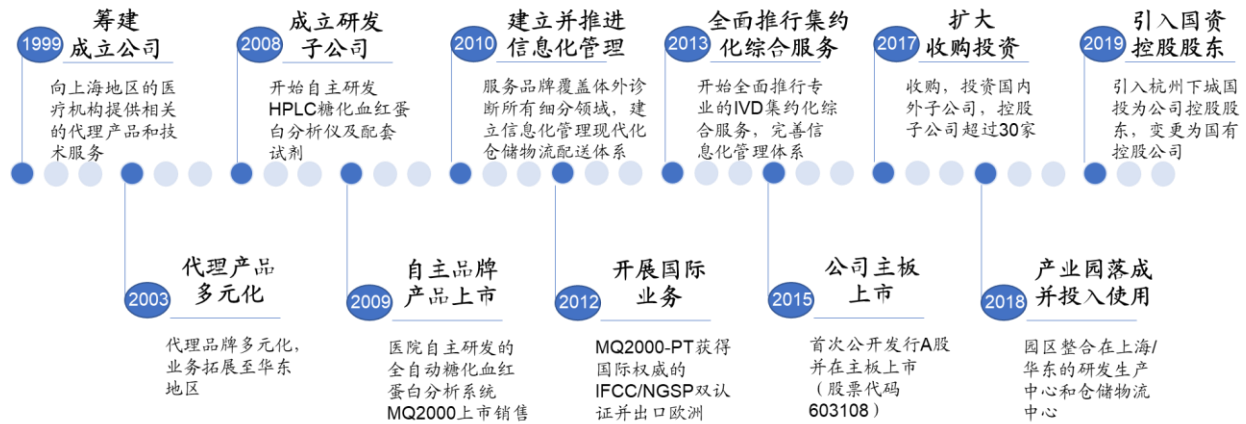 1999
筹建
成立公司
向上海地区的医
疗机构提供相关
的代理产品和技
术服务
2003
代理产品
多元化
代理品牌多元化，
业务拓展至华东
地区
2008
成立研发
子公司
开始自主研发
HPLC糖化血红蛋
白分析仪及配套
试剂
2009
自主品牌
产品上市
医院自主研发的
全自动糖化血红
蛋白分析系统
MQ2000上市销售
2010
建立并推进
信息化管理
服务品牌覆盖体外诊
断所有细分领域，建
立信息化管理现代化
仓储物流配送体系
2012
开展国际
业务
MQ2000-PT获得
国际权威的
IFCC/NGSP双认
证并出口欧洲
2013
全面推行集约
化综合服务
开始全面推行专
业的IVD集约化综
合服务，完善信
息化管理体系
2015
公司主板
上市
首次公开发行A股
并在主板上市
（股票代码
603108）
2017
扩大
收购投资
收购，投资国内
外子公司，控股
子公司超过30家
2018
产业园落成
并投入使用
园区整合在上海/
华东的研发生产
中心和仓储物流
中心
2019
引入国资
控股股东
引入杭州下城国
投为公司控股股
东，变更为国有
控股公司